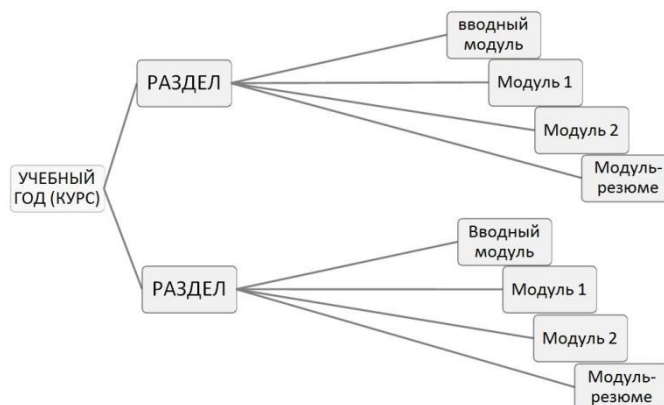 УЧЕБНЫЙ
ГОД (КУРС)
РАЗДЕЛ
вводный
модуль
Модуль 1
Модуль 2
Модуль-
резюме
РАЗДЕЛ
Вводный
модуль
Модуль 1
Модуль 2
Модуль-
резюме